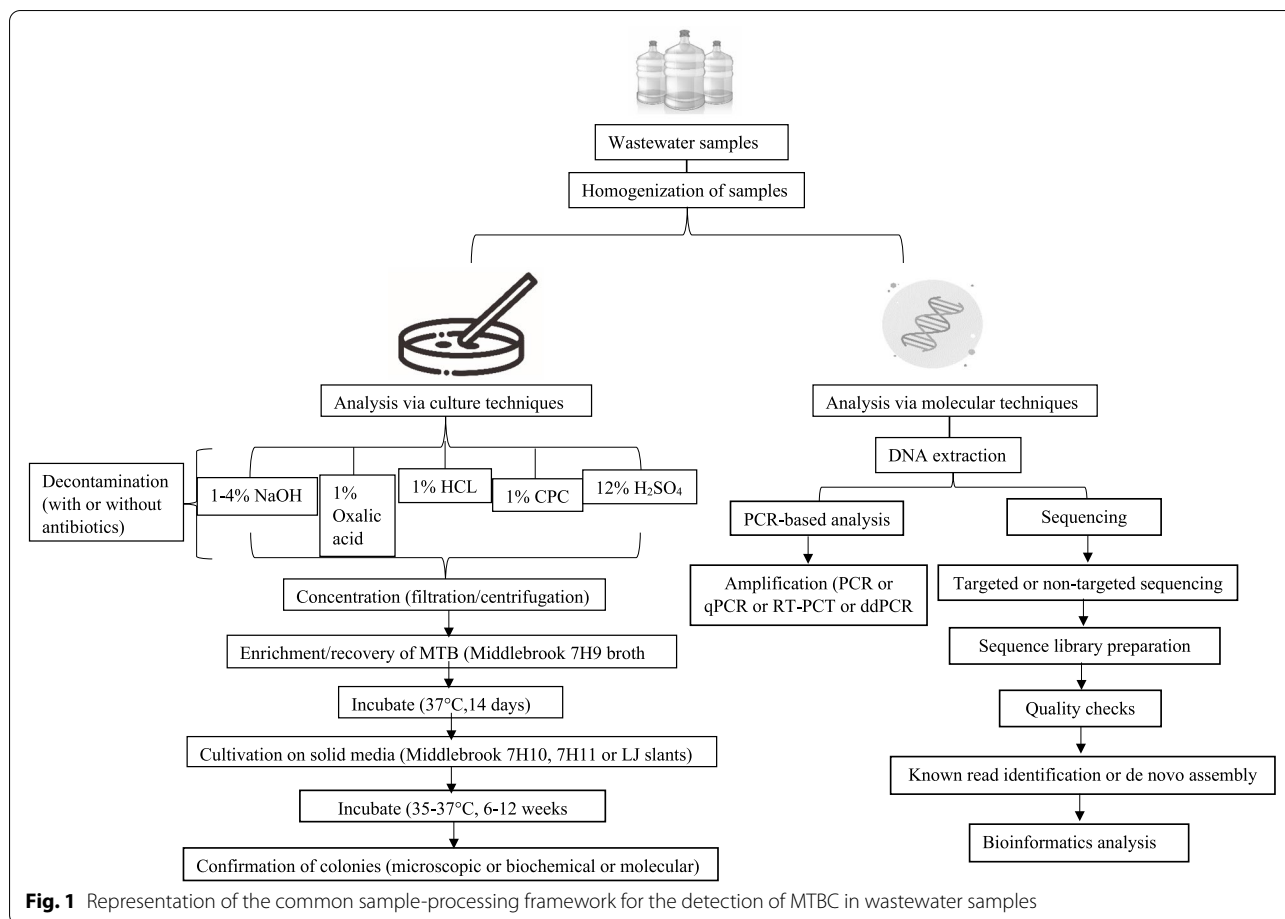 Wastewater samples
Homogenization of samples
Analysis via culture techniques
Decontamination
(with or without
antibiotics)
1-4% NaOH
1%
Oxalic
acid
1% HCL
1% CPC
12% H₂SO₄
Concentration (filtration/centrifugation)
Enrichment/recovery of MTB (Middlebrook 7H9 broth
Incubate (37°C,14 days)
Cultivation on solid media (Middlebrook 7H10, 7H11 or LJ slants)
Incubate (35-37°C, 6-12 weeks
Confirmation of colonies (microscopic or biochemical or molecular)
Analysis via molecular techniques
DNA extraction
PCR-based analysis
Amplification (PCR or
qPCR or RT-PCT or ddPCR
Sequencing
Targeted or non-targeted sequencing
Sequence library preparation
Quality checks
Known read identification or de novo assembly
Bioinformatics analysis
Fig. 1 Representation of the common sample-processing framework for the detection of MTBC in wastewater samples